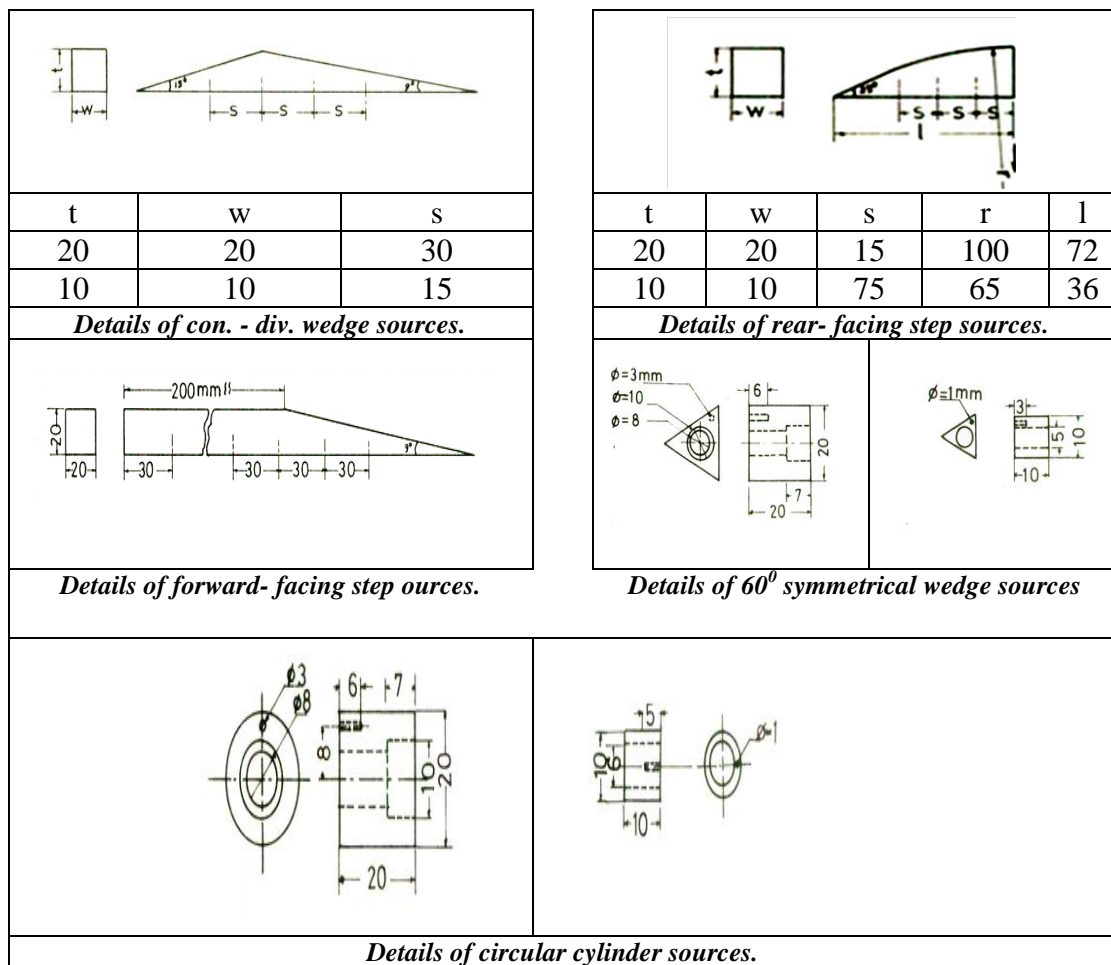 t
w
15°
9°
s s s
t
w
s s s
l
t w s
20 20 30
10 10 15
Details of con. - div. wedge sources.
t w s r l
20 20 15 100 72
10 10 75 65 36
Details of rear- facing step sources.
200mm
20
20
30 30 30 30
9°
Details of forward- facing step ources.
ϕ=3mm
ϕ=10
ϕ=8
6
20
7
20
ϕ=1mm
3
5
10
10
Details of 60⁰ symmetrical wedge sources
ϕ3
ϕ8
6 7
8
10
20
20
5
10
6
10
ϕ=1
Details of circular cylinder sources.